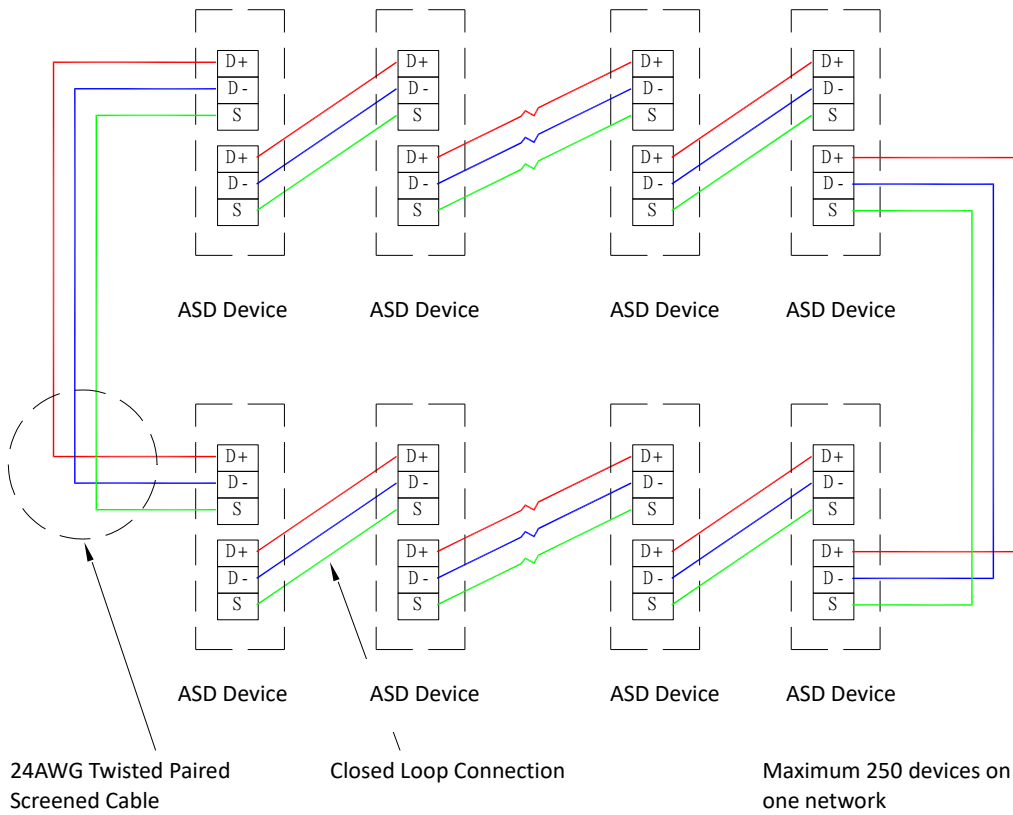 D+ D+ D+ D+
D- D- D- D-
S S S S
D+ D+ D+ D+
D- D- D- D-
S S S S
ASD Device ASD Device ASD Device ASD Device
D+ D+ D+ D+
D- D- D- D-
S S S S
D+ D+ D+ D+
D- D- D- D-
S S S S
ASD Device ASD Device ASD Device ASD Device
24AWG Twisted Paired
Screened Cable
Closed Loop Connection
Maximum 250 devices on
one network